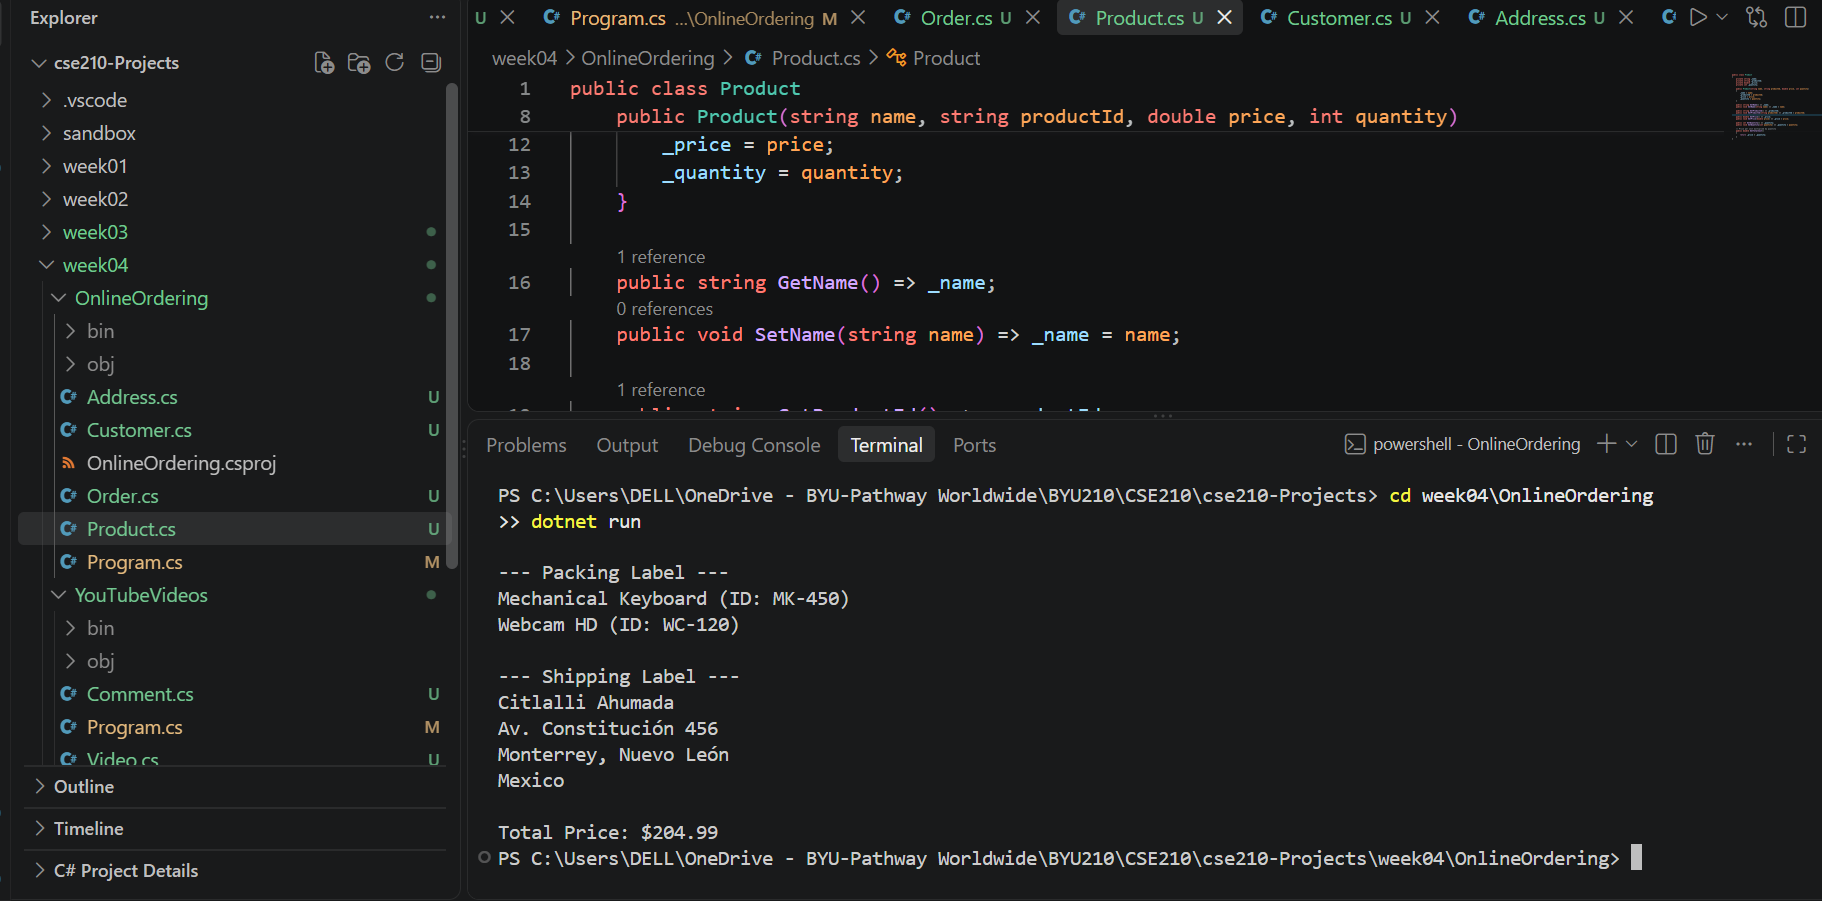 Explorer
cse210-Projects
.vscode
sandbox
week01
week02
week03
week04
OnlineOrdering
bin
obj
Address.cs U
Customer.cs U
OnlineOrdering.csproj
Order.cs U
Product.cs U
Program.cs M
YouTubeVideos
bin
obj
Comment.cs U
Program.cs M
Video.cs U
Outline
Timeline
C# Project Details
U Program.cs ...\OnlineOrdering M Order.cs U Product.cs U Customer.cs U Address.cs U
week04 > OnlineOrdering > Product.cs > Product
1 public class Product
8 public Product(string name, string productId, double price, int quantity)
12 _price = price;
13 _quantity = quantity;
14 }
15
1 reference
16 public string GetName() => _name;
0 references
17 public void SetName(string name) => _name = name;
18
1 reference
Problems Output Debug Console Terminal Ports powershell - OnlineOrdering
PS C:\Users\DELL\OneDrive - BYU-Pathway Worldwide\BYU210\CSE210\cse210-Projects> cd week04\OnlineOrdering
>> dotnet run
--- Packing Label ---
Mechanical Keyboard (ID: MK-450)
Webcam HD (ID: WC-120)
--- Shipping Label ---
Citlalli Ahumada
Av. Constitución 456
Monterrey, Nuevo León
Mexico
Total Price: $204.99
PS C:\Users\DELL\OneDrive - BYU-Pathway Worldwide\BYU210\CSE210\cse210-Projects\week04\OnlineOrdering>